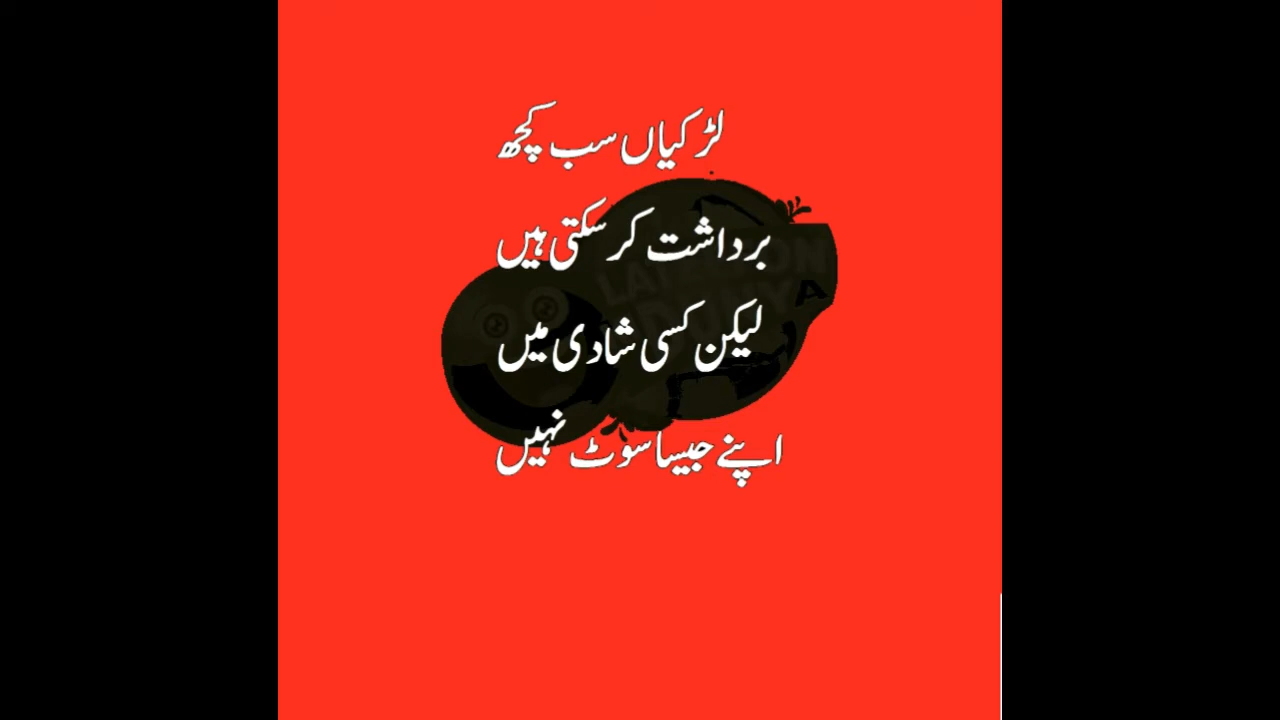 لڑکیاں سب کچھ
برداشت کر سکتی ہیں
لیکن کسی شادی میں
اپنے جیسا سوٹ نہیں